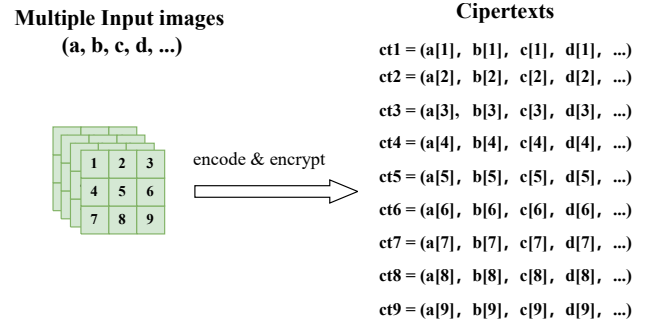 Multiple Input images
(a, b, c, d, ...)
1 2 3
4 5 6
7 8 9
encode & encrypt
Cipertexts
ct1 = (a[1], b[1], c[1], d[1], ...)
ct2 = (a[2], b[2], c[2], d[2], ...)
ct3 = (a[3], b[3], c[3], d[3], ...)
ct4 = (a[4], b[4], c[4], d[4], ...)
ct5 = (a[5], b[5], c[5], d[5], ...)
ct6 = (a[6], b[6], c[6], d[6], ...)
ct7 = (a[7], b[7], c[7], d[7], ...)
ct8 = (a[8], b[8], c[8], d[8], ...)
ct9 = (a[9], b[9], c[9], d[9], ...)